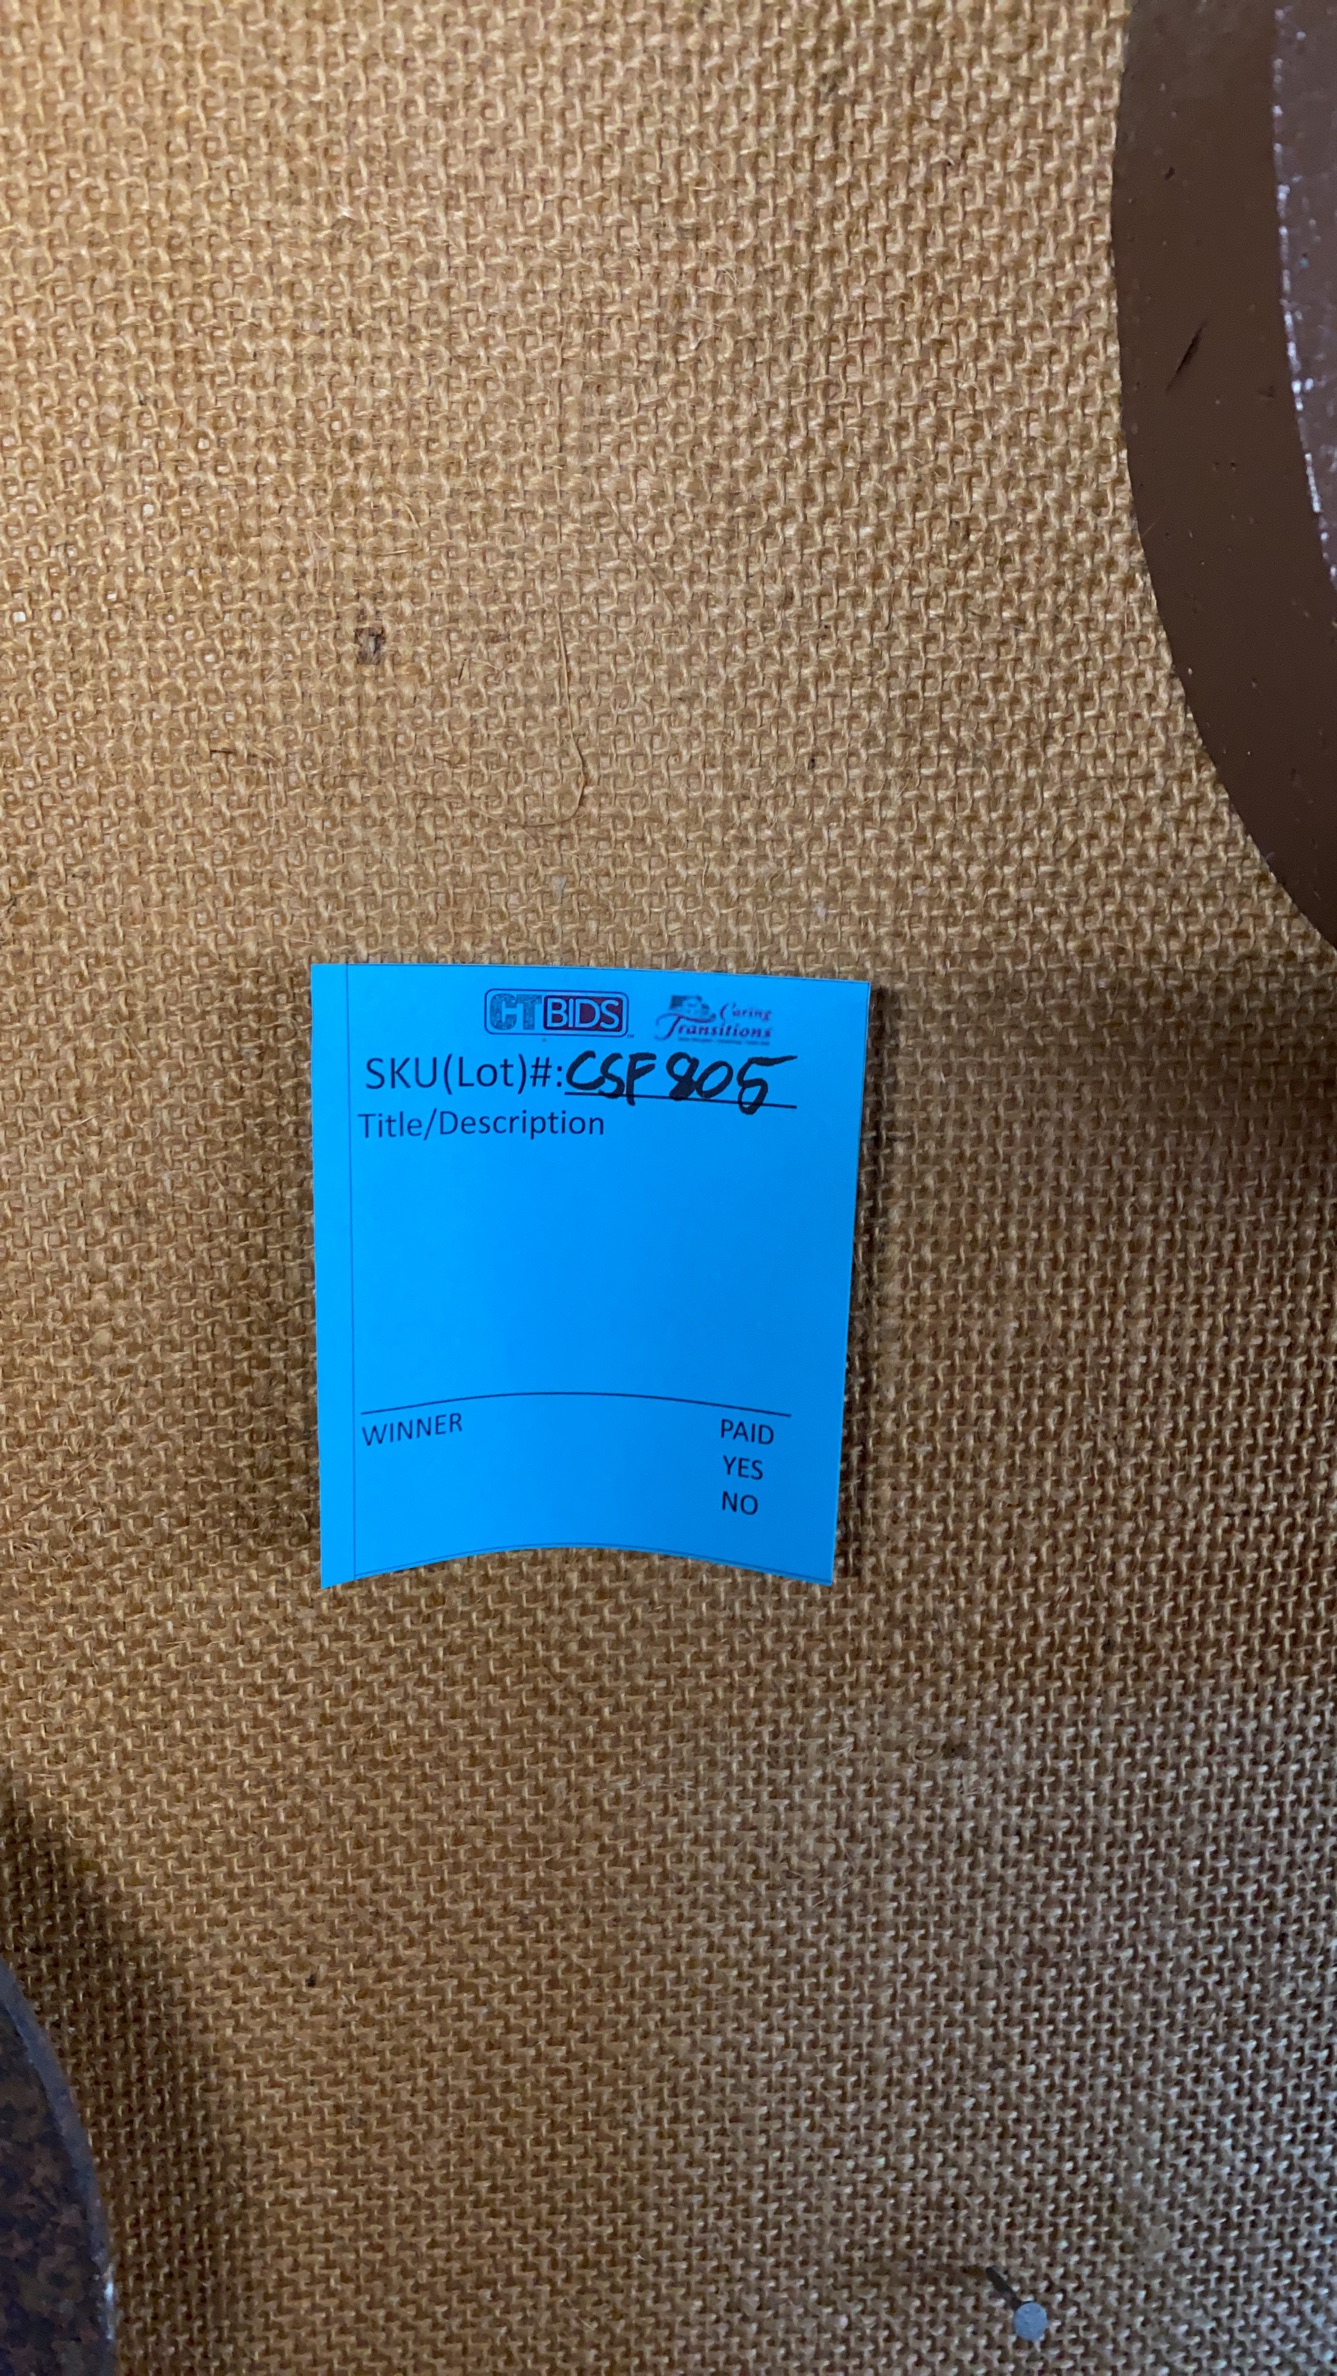 CTBIDS
Caring
Transitions
SKU(Lot)#:CSF805
Title/Description
WINNER
PAID
YES
NO